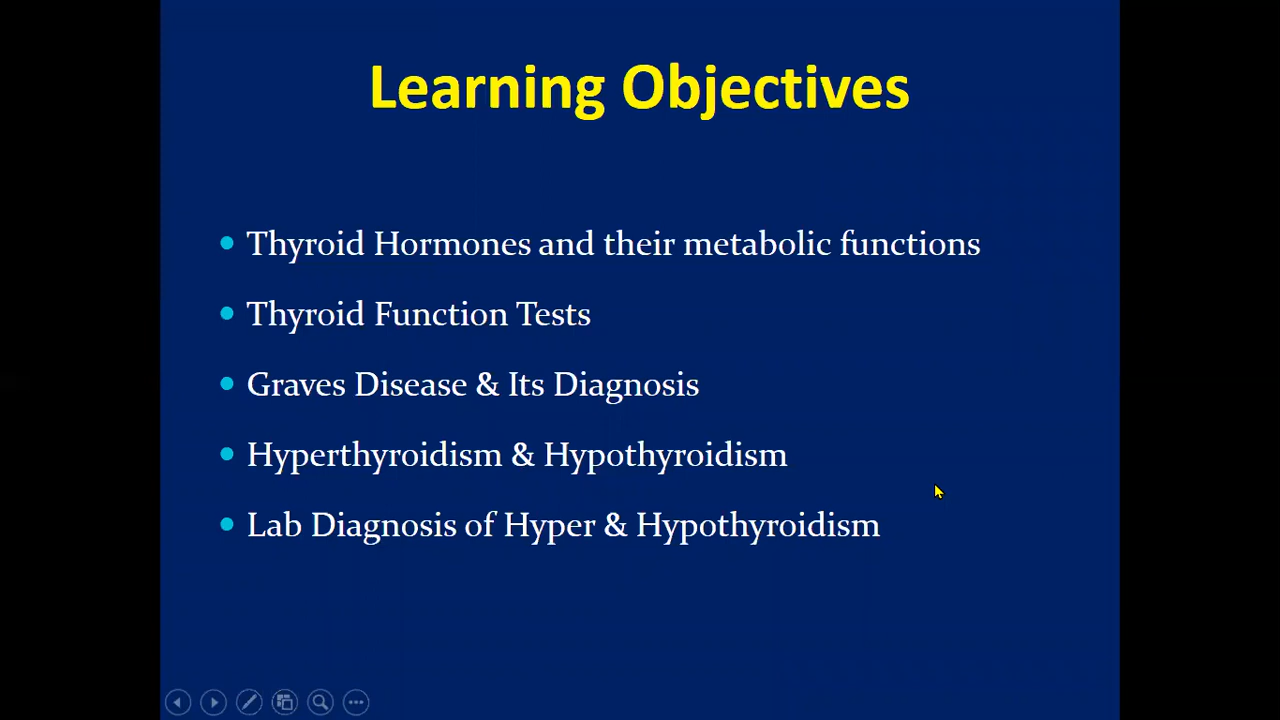 Learning Objectives
• Thyroid Hormones and their metabolic functions
• Thyroid Function Tests
• Graves Disease & Its Diagnosis
• Hyperthyroidism & Hypothyroidism
• Lab Diagnosis of Hyper & Hypothyroidism